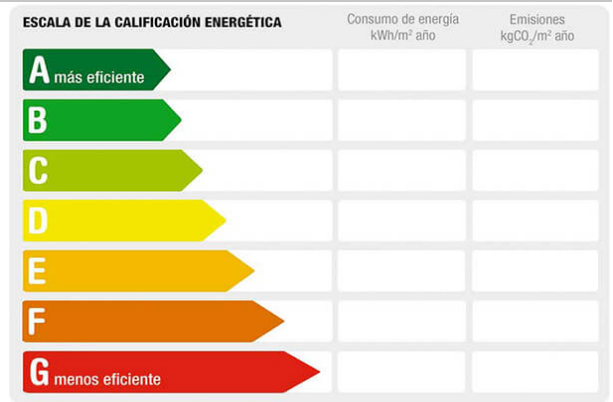 ESCALA DE LA CALIFICACIÓN ENERGÉTICA
Consumo de energía
kWh/m² año
Emisiones
kgCO₂/m² año
A más eficiente
B
C
D
E
F
G menos eficiente